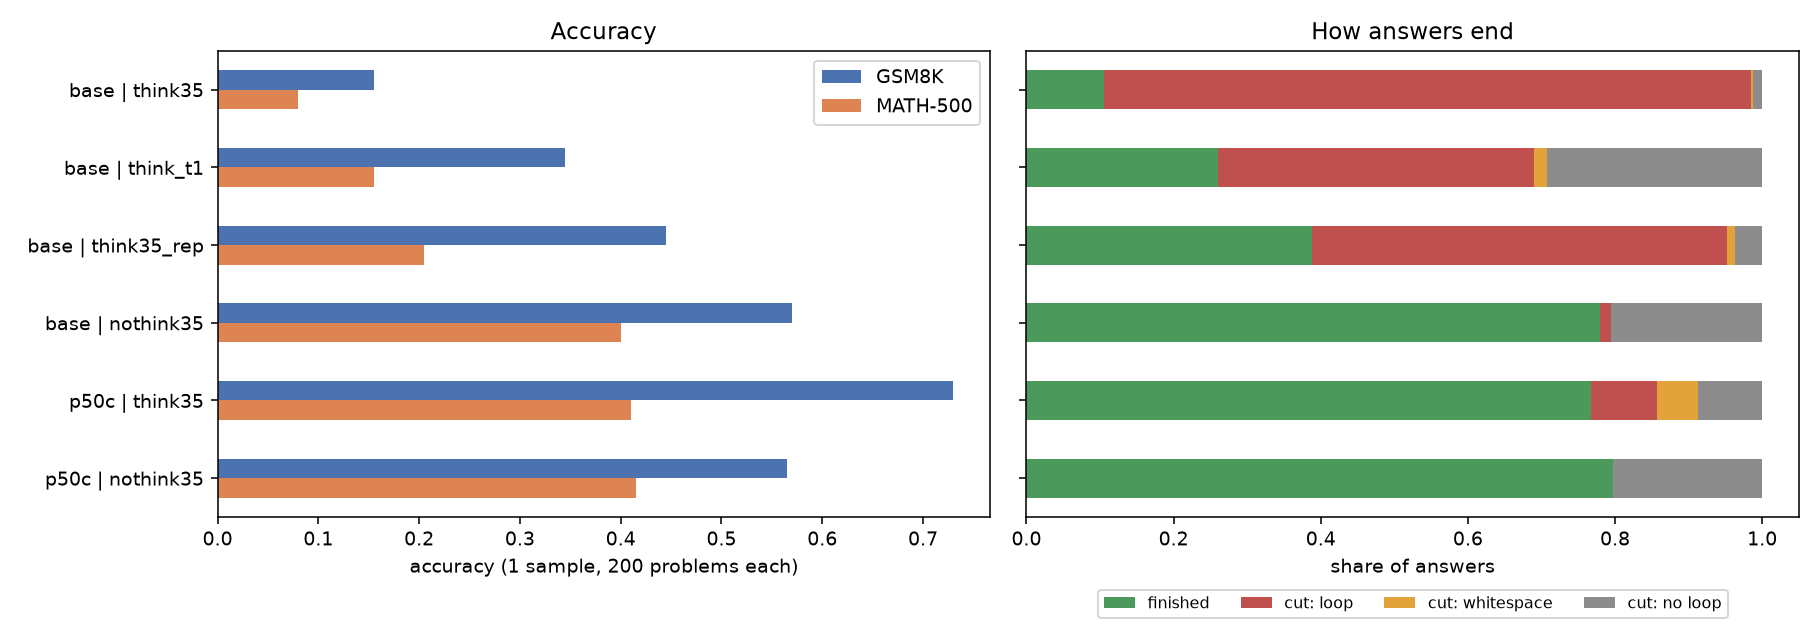 Accuracy
GSM8K
MATH-500
base | think35
base | think_t1
base | think35_rep
base | nothink35
p50c | think35
p50c | nothink35
0.0 0.1 0.2 0.3 0.4 0.5 0.6 0.7
accuracy (1 sample, 200 problems each)
How answers end
0.0 0.2 0.4 0.6 0.8 1.0
share of answers
finished cut: loop cut: whitespace cut: no loop